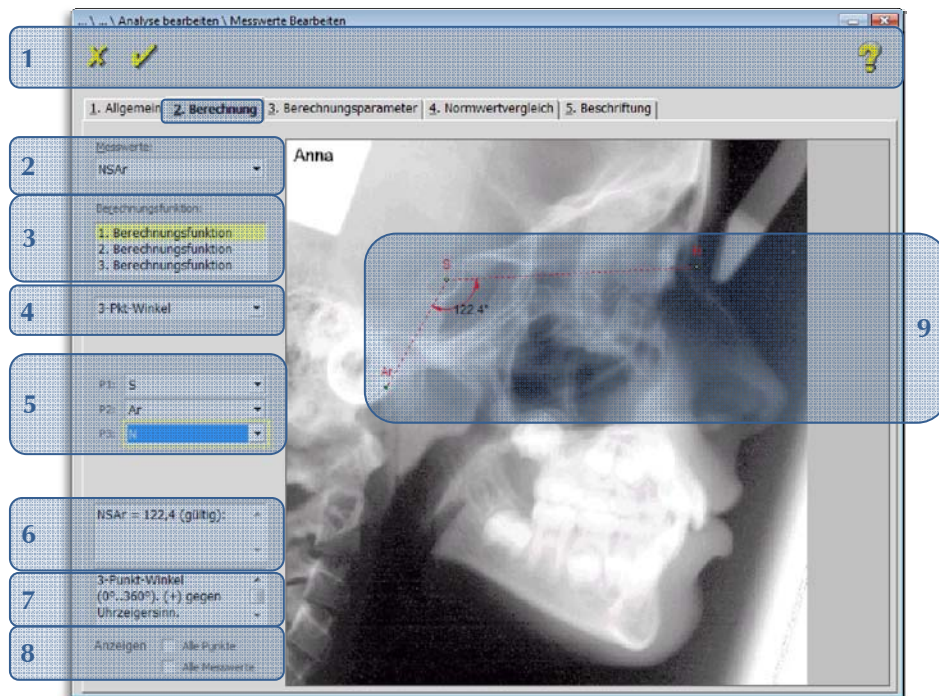 ... \ ... \ Analyse bearbeiten \ Messwerte Bearbeiten
1
1. Allgemein 2. Berechnung 3. Berechnungsparameter 4. Normwertvergleich 5. Beschriftung
2
Messwerte:
NSAr
3
Berechnungsfunktion:
1. Berechnungsfunktion
2. Berechnungsfunktion
3. Berechnungsfunktion
4
3-Pkt-Winkel
5
P1: S
P2: Ar
P3: N
6
NSAr = 122,4 (gültig):
7
3-Punkt-Winkel
(0°..360°). (+) gegen
Uhrzeigersinn.
8
Anzeigen Alle Punkte
Alle Messwerte
Anna
S
N
122.4°
Ar
9